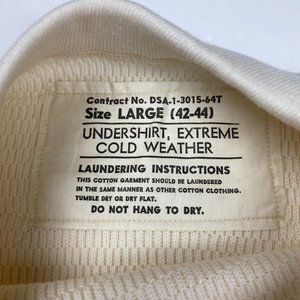 Contract No. DSA-1-3015-64T
Size LARGE (42-44)
UNDERSHIRT, EXTREME
COLD WEATHER
LAUNDERING INSTRUCTIONS
THIS COTTON GARMENT SHOULD BE LAUNDERED
IN THE SAME MANNER AS OTHER COTTON CLOTHING.
TUMBLE DRY OR DRY FLAT.
DO NOT HANG TO DRY.